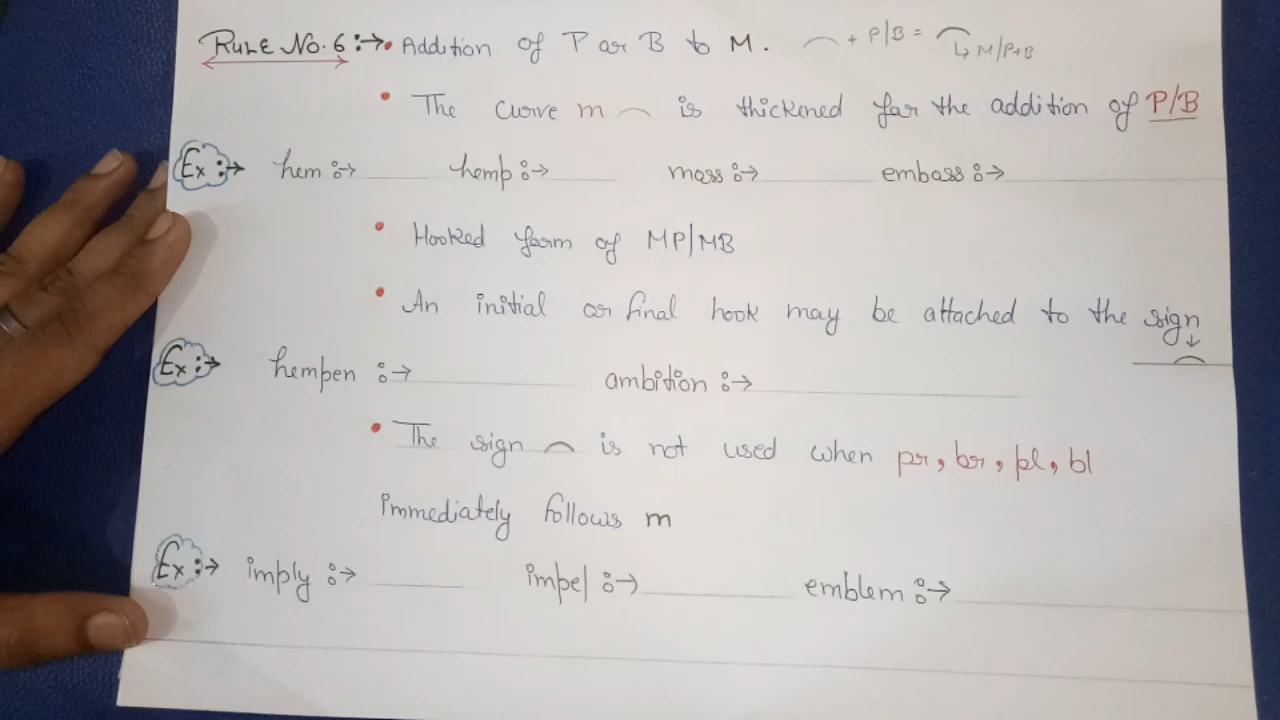 RULE No. 6 :→ • Addition of P or B to M. ⌒ + P/B = ⌒ ↳ M/P+B
• The curve m ⌒ is thickened for the addition of P/B
Ex :→ hem :→ hemp :→ mass :→ embass :→
• Hooked form of MP/MB
• An initial or final hook may be attached to the sign ↓ ⌒
Ex :→ hempen :→ ambition :→
• The sign ⌒ is not used when pr, br, pl, bl
immediately follows m
Ex :→ imply :→ impel :→ emblem :→